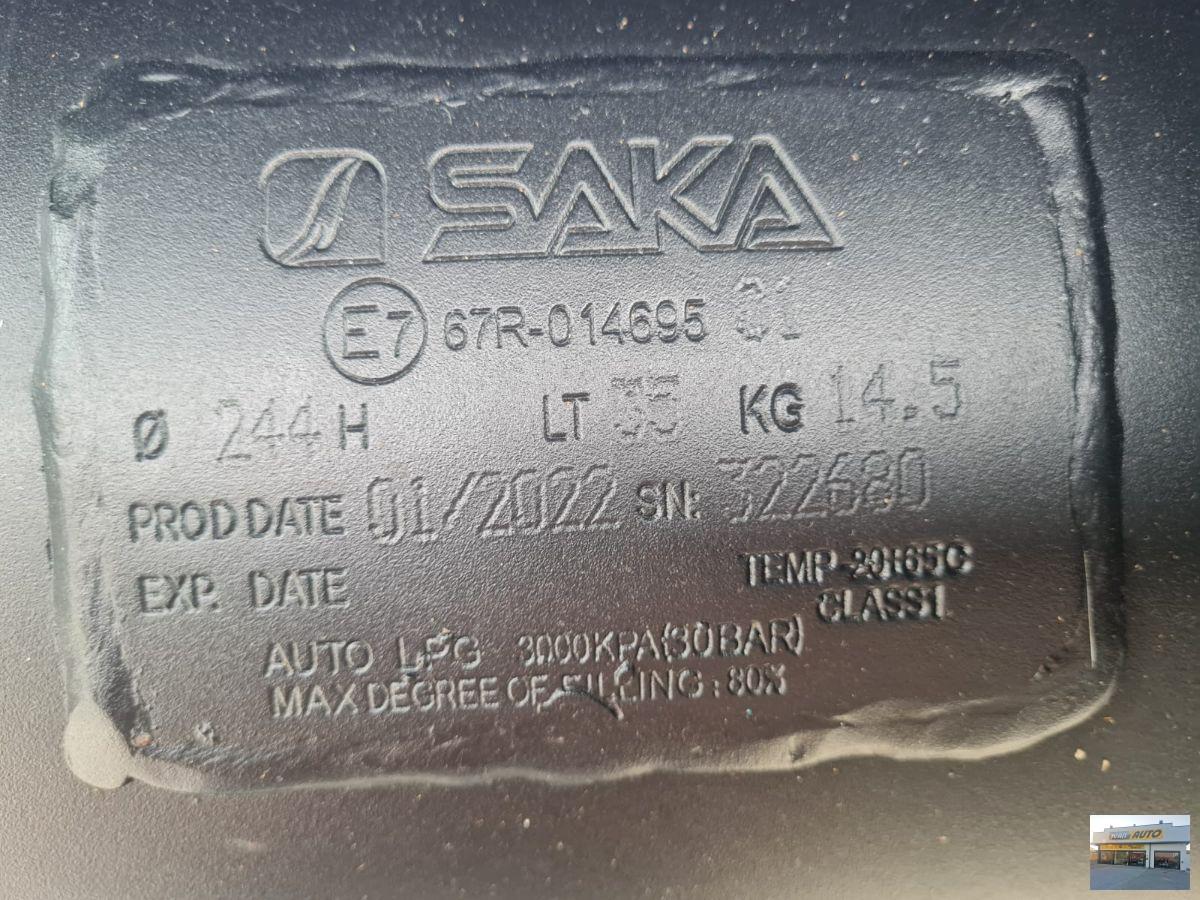 SAKA
E7 67R-014695 01
Ø 244 H LT 35 KG 14.5
PROD DATE 01/2022 SN: 322680
EXP. DATE TEMP-20+65C
CLASS1
AUTO LPG 3000KPA(30BAR)
MAX DEGREE OF FILLING : 80%
AUTO